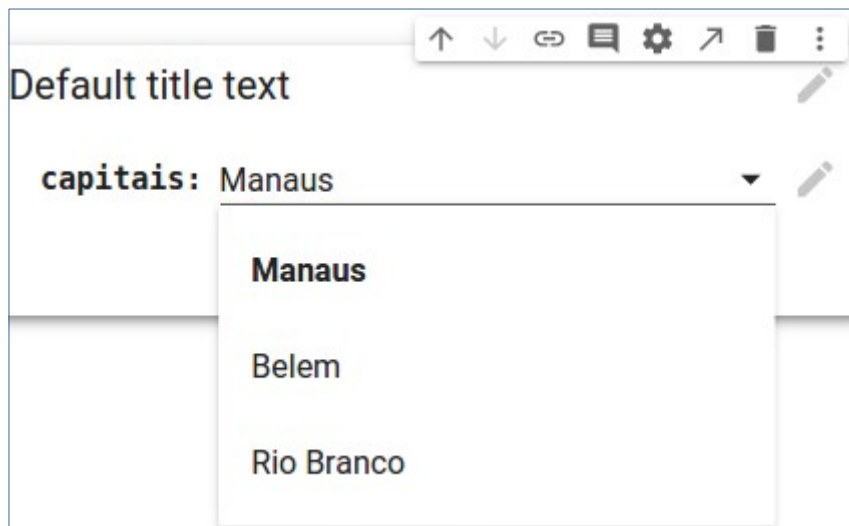 Default title text
capitais: Manaus
Manaus
Belem
Rio Branco